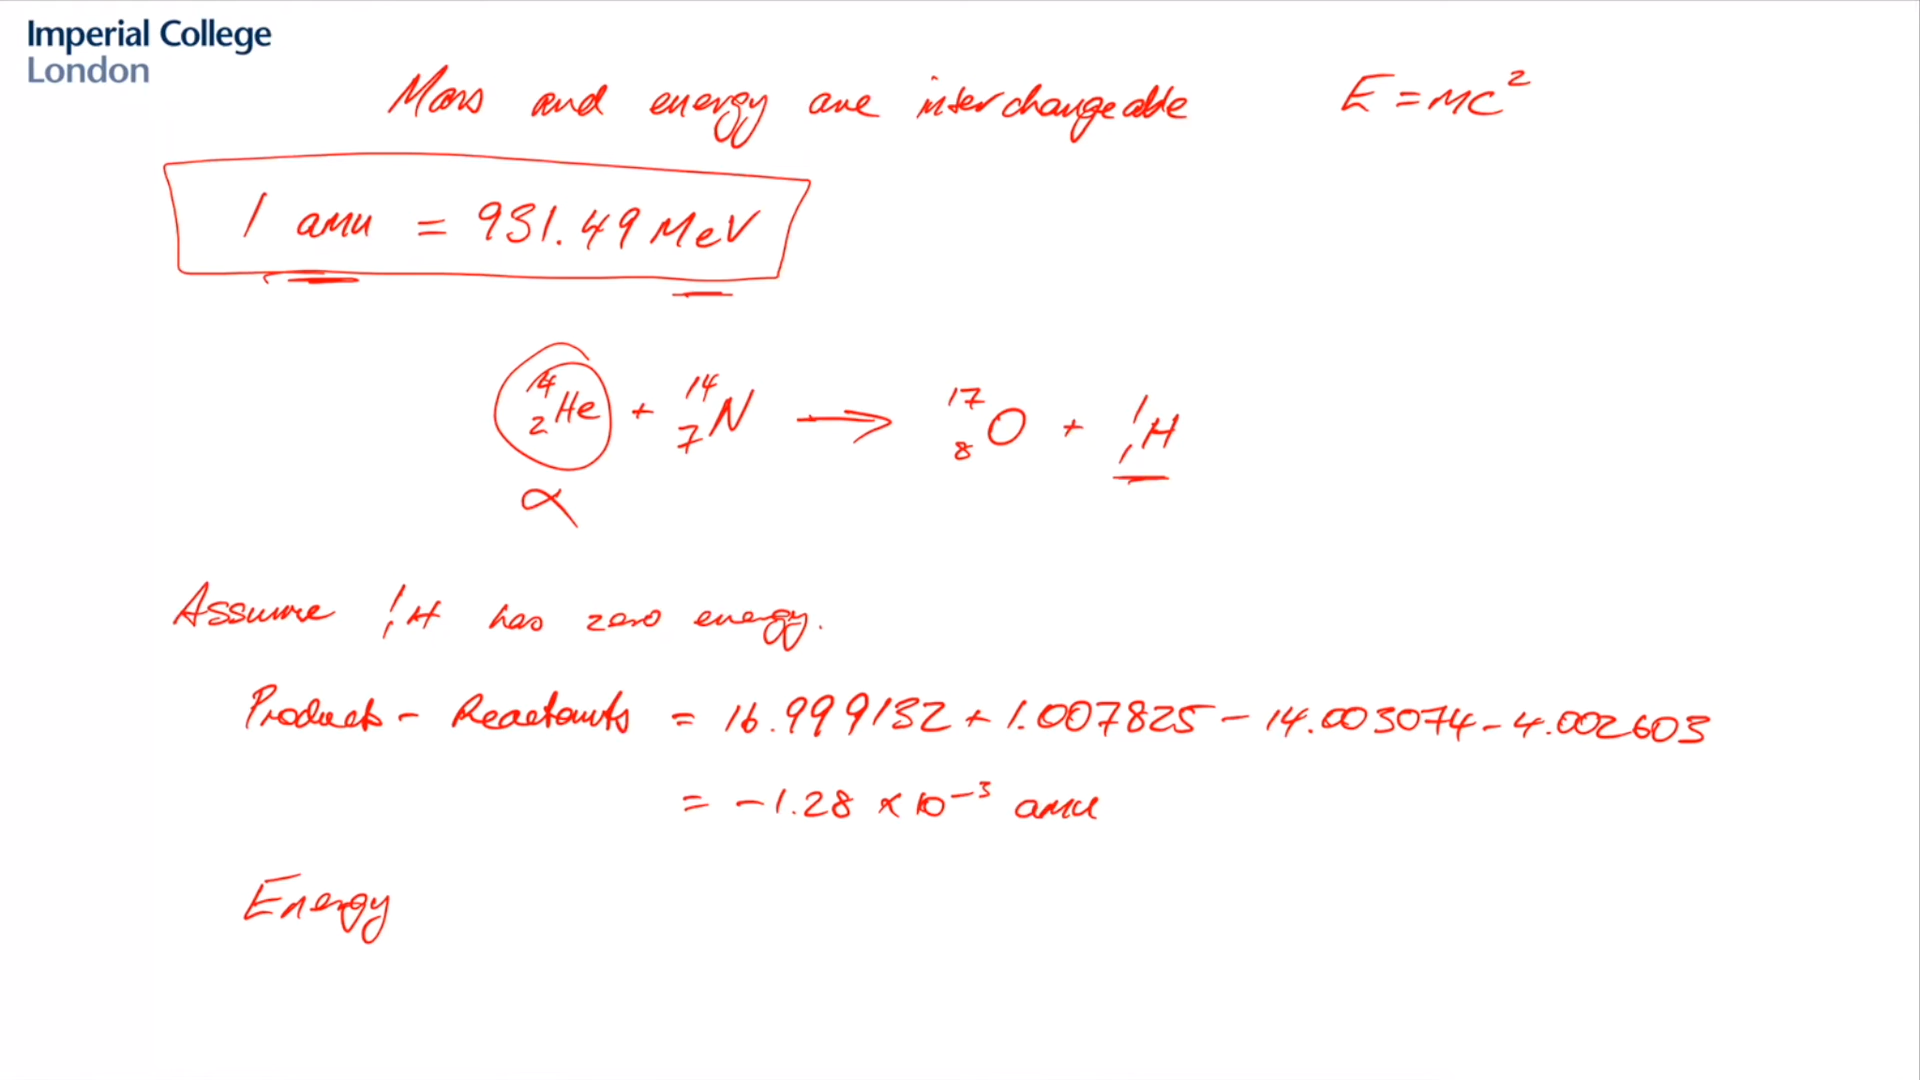 Imperial College
London
Mass and energy are interchangeable E = mc²
1 amu = 931.49 MeV
⁴₂He + ¹⁴₇N → ¹⁷₈O + ¹₁H
α
Assume ¹₁H has zero energy.
Products - Reactants = 16.999132 + 1.007825 - 14.003074 - 4.002603
= -1.28 × 10⁻³ amu
Energy